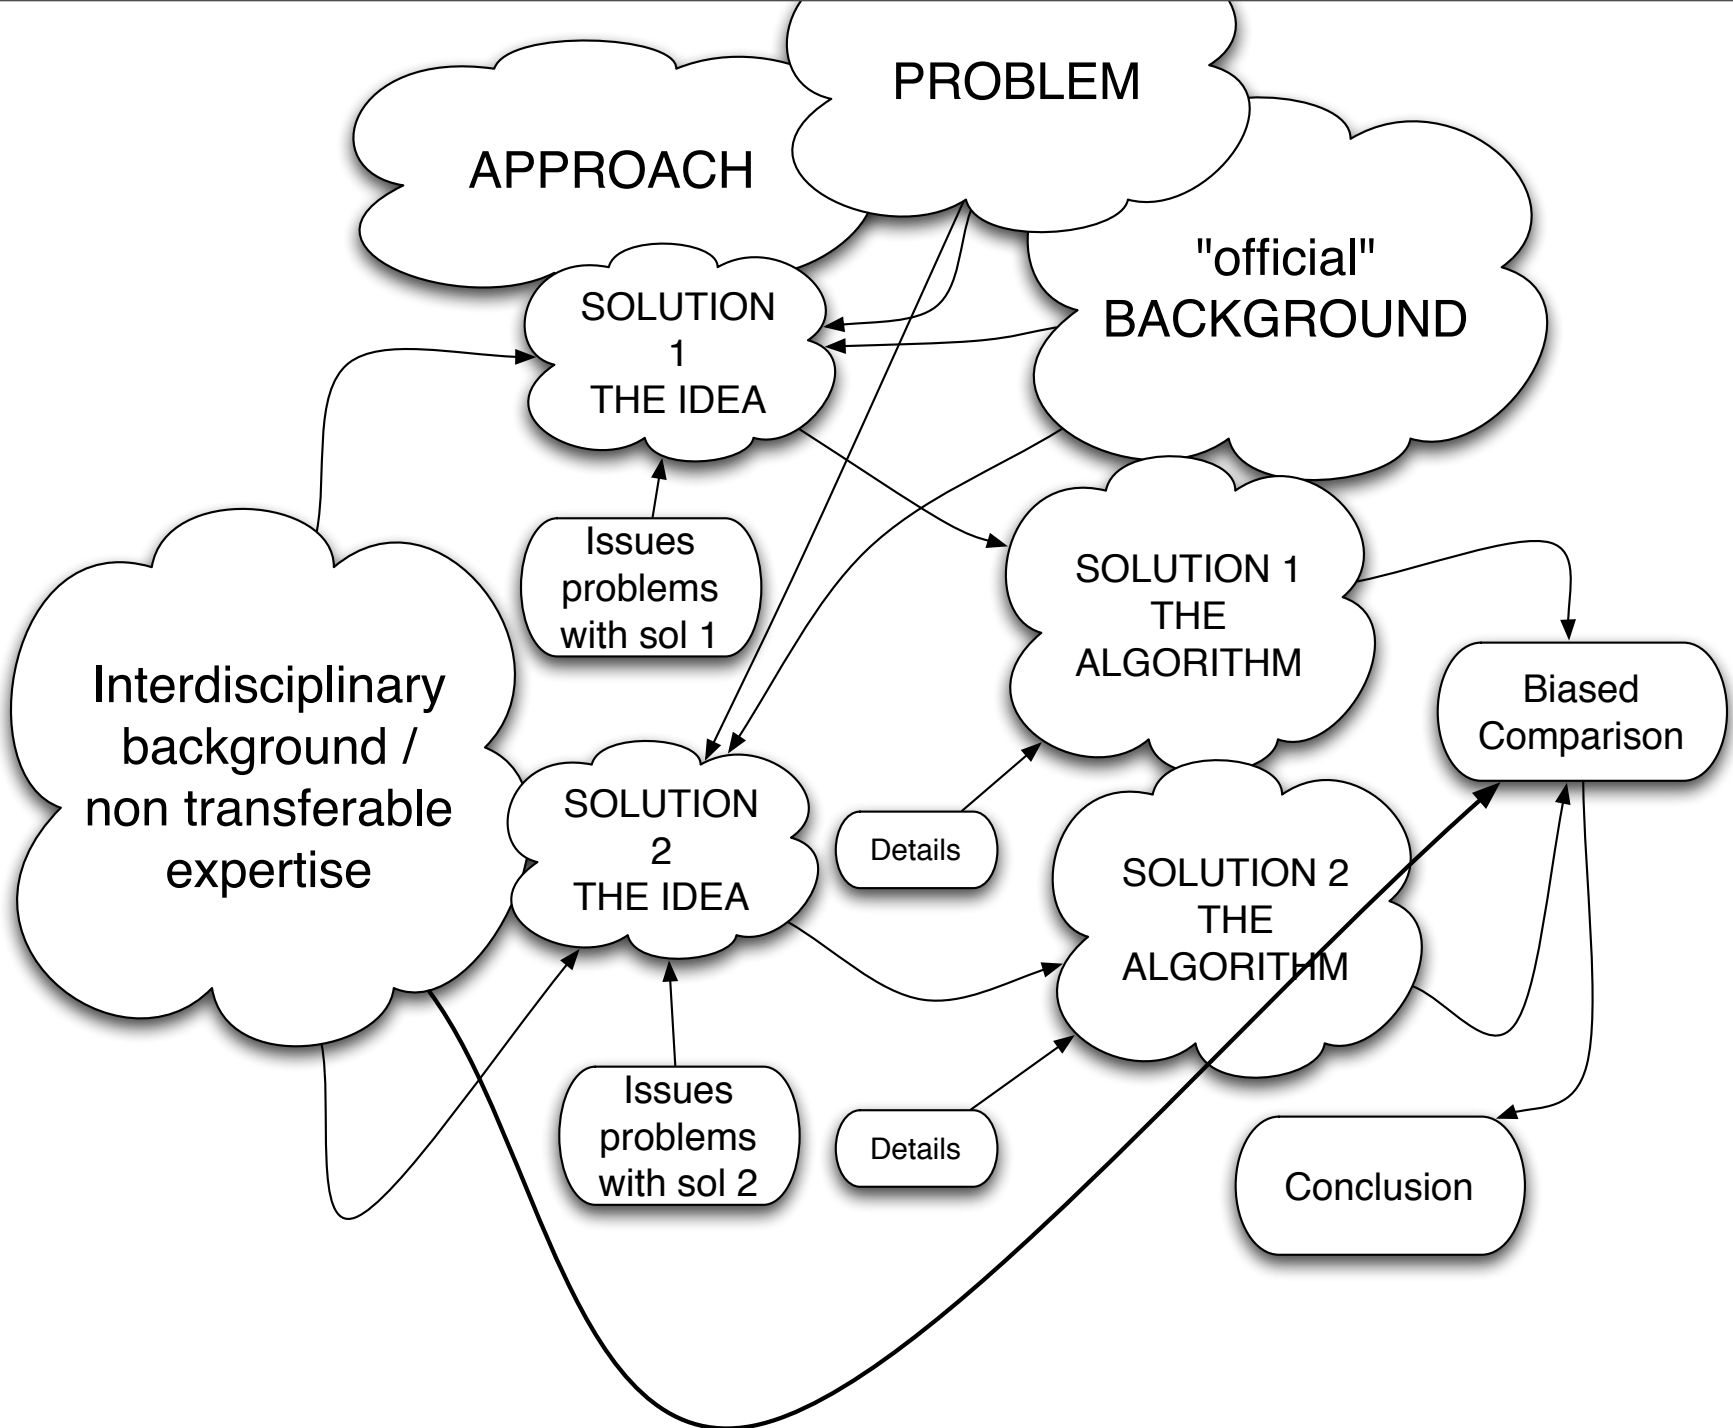 PROBLEM
APPROACH
"official"
BACKGROUND
SOLUTION
1
THE IDEA
Issues
problems
with sol 1
SOLUTION 1
THE
ALGORITHM
Interdisciplinary
background /
non transferable
expertise
Biased
Comparison
SOLUTION
2
THE IDEA
Details
SOLUTION 2
THE
ALGORITHM
Issues
problems
with sol 2
Details
Conclusion